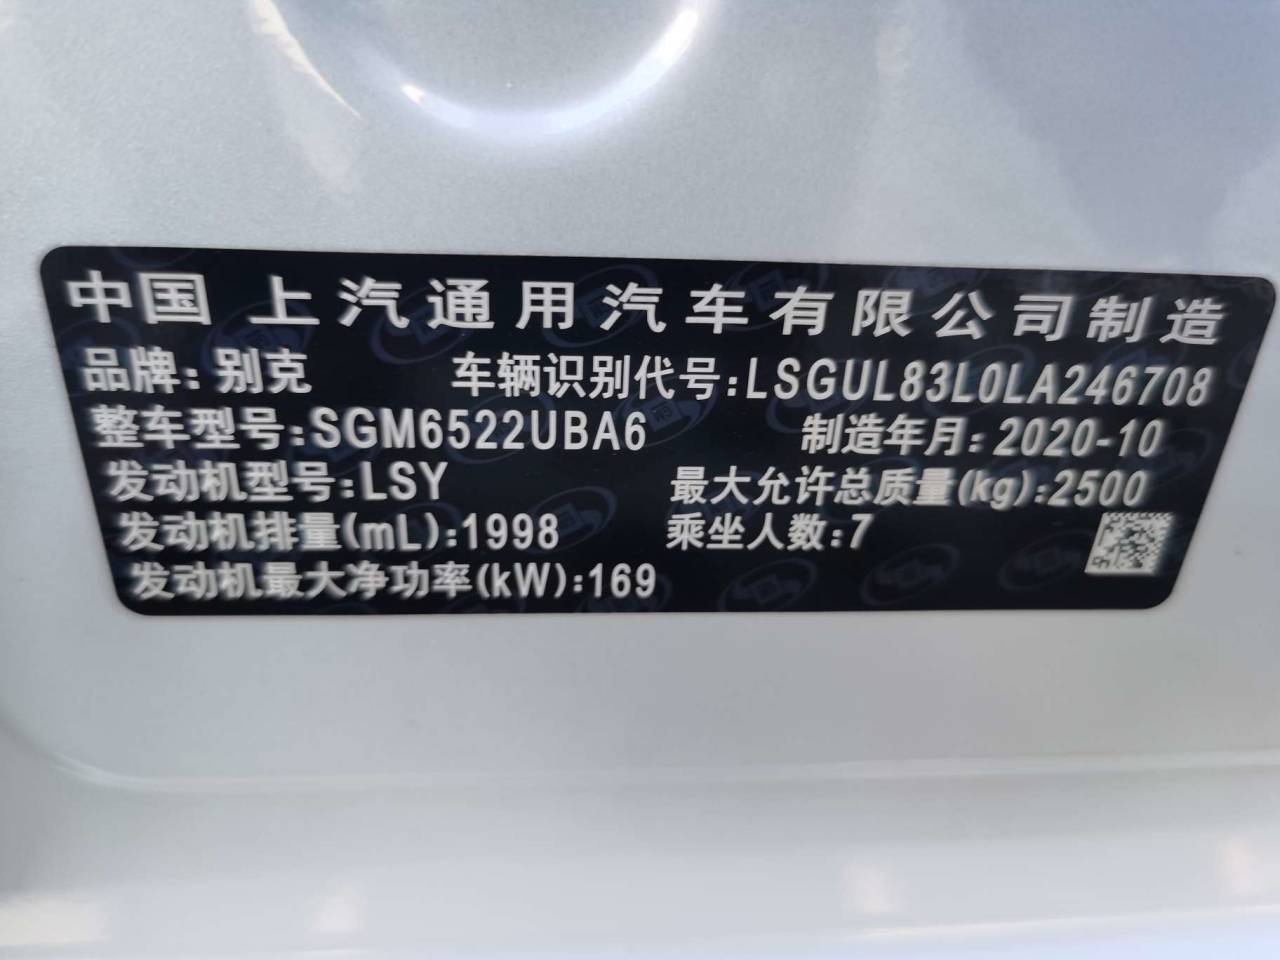 中国 上汽通用汽车有限公司制造
品牌:别克 车辆识别代号:LSGUL83L0LA246708
整车型号:SGM6522UBA6 制造年月:2020-10
发动机型号:LSY 最大允许总质量(kg):2500
发动机排量(mL):1998 乘坐人数:7
发动机最大净功率(kW):169